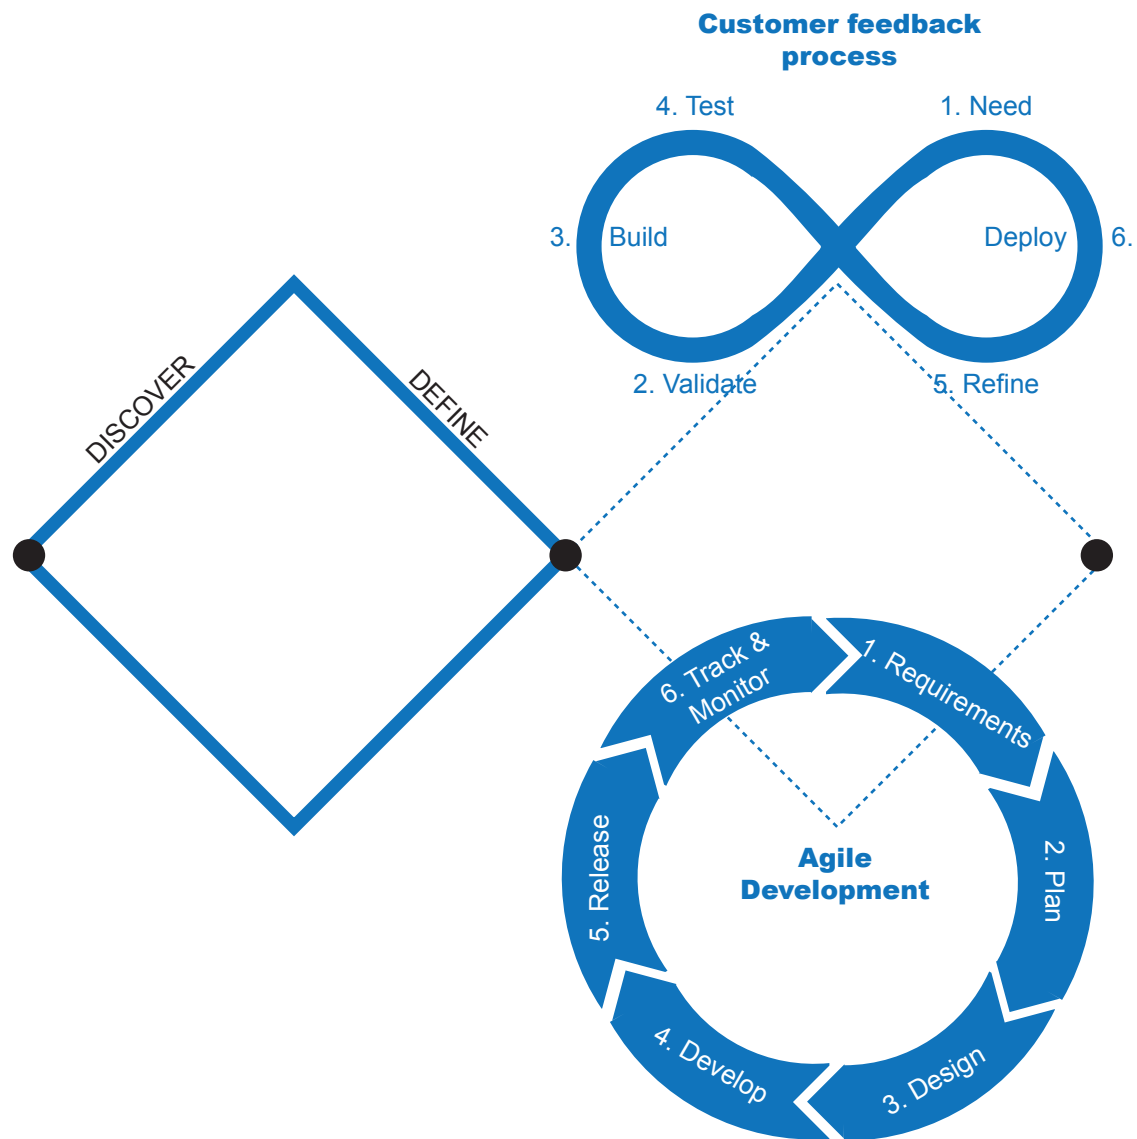 Customer feedback
process
4. Test
1. Need
3.
Build
Deploy
6.
2. Validate
5. Refine
DISCOVER
DEFINE
6. Track &
Monitor
1. Requirements
2. Plan
3. Design
4. Develop
5. Release
Agile
Development